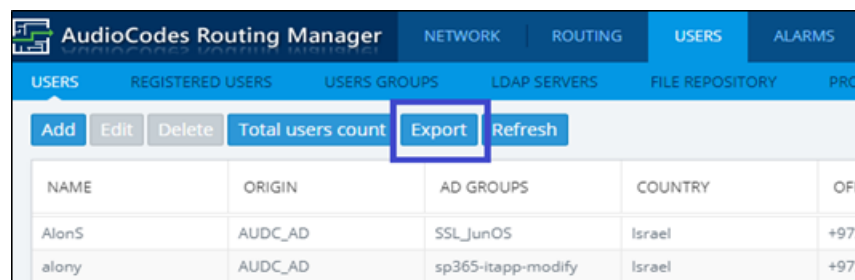 AudioCodes Routing Manager NETWORK ROUTING USERS ALARMS
USERS REGISTERED USERS USERS GROUPS LDAP SERVERS FILE REPOSITORY
Add Edit Delete Total users count Export Refresh
NAME ORIGIN AD GROUPS COUNTRY
AlonS AUDC_AD SSL_JunOS Israel +97
alony AUDC_AD sp365-itapp-modify Israel +97